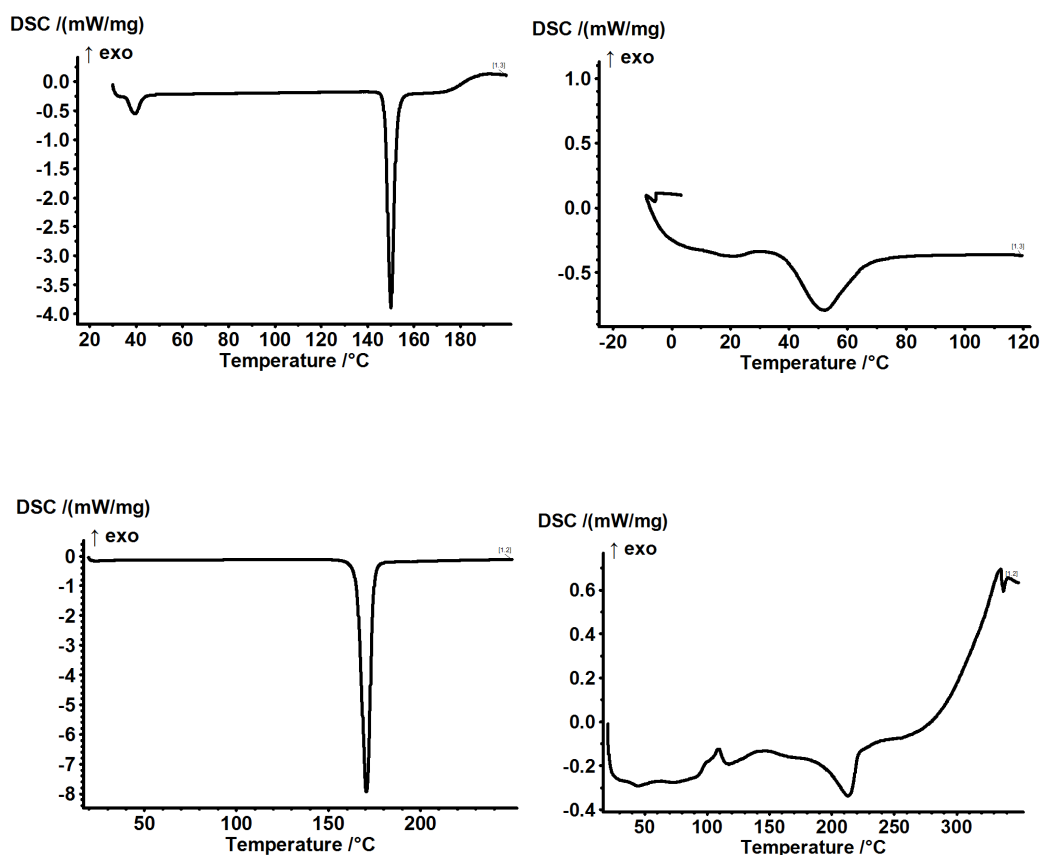 DSC /(mW/mg)
↑ exo
[1.3]
0.0
-0.5
-1.0
-1.5
-2.0
-2.5
-3.0
-3.5
-4.0
20 40 60 80 100 120 140 160 180
Temperature /°C
DSC /(mW/mg)
↑ exo
1.0
0.5
0.0
-0.5
[1.3]
-20 0 20 40 60 80 100 120
Temperature /°C
DSC /(mW/mg)
↑ exo
[1.2]
0
-1
-2
-3
-4
-5
-6
-7
-8
50 100 150 200
Temperature /°C
DSC /(mW/mg)
↑ exo
[1.2]
0.6
0.4
0.2
0.0
-0.2
-0.4
50 100 150 200 250 300
Temperature /°C